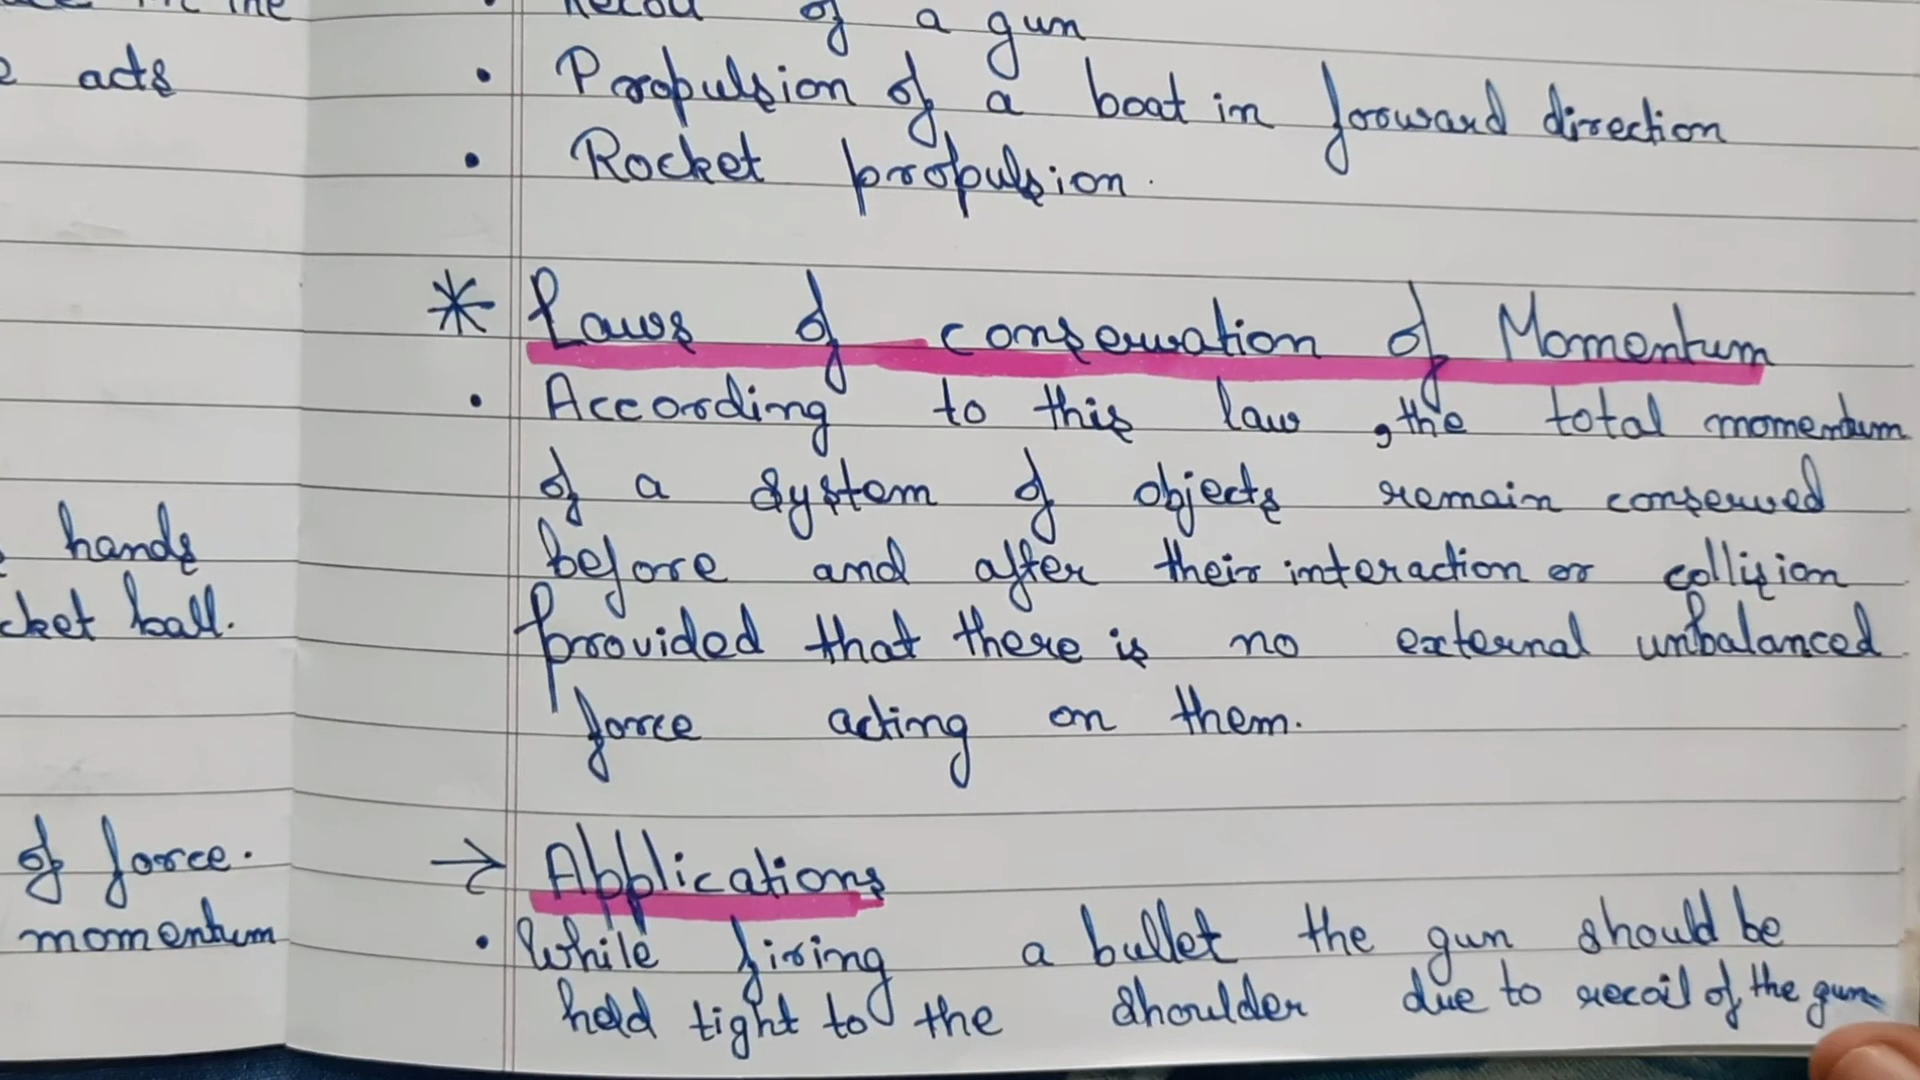 acts
hands
cket ball.
of force.
momentum
• Recoil of a gun
• Propulsion of a boat in forward direction
• Rocket propulsion.
* Laws of conservation of Momentum
• According to this law, the total momentum
of a system of objects remain conserved
before and after their interaction or collision
provided that there is no external unbalanced
force acting on them.
→ Applications
• While firing a bullet the gun should be
held tight to the shoulder due to recoil of the gun